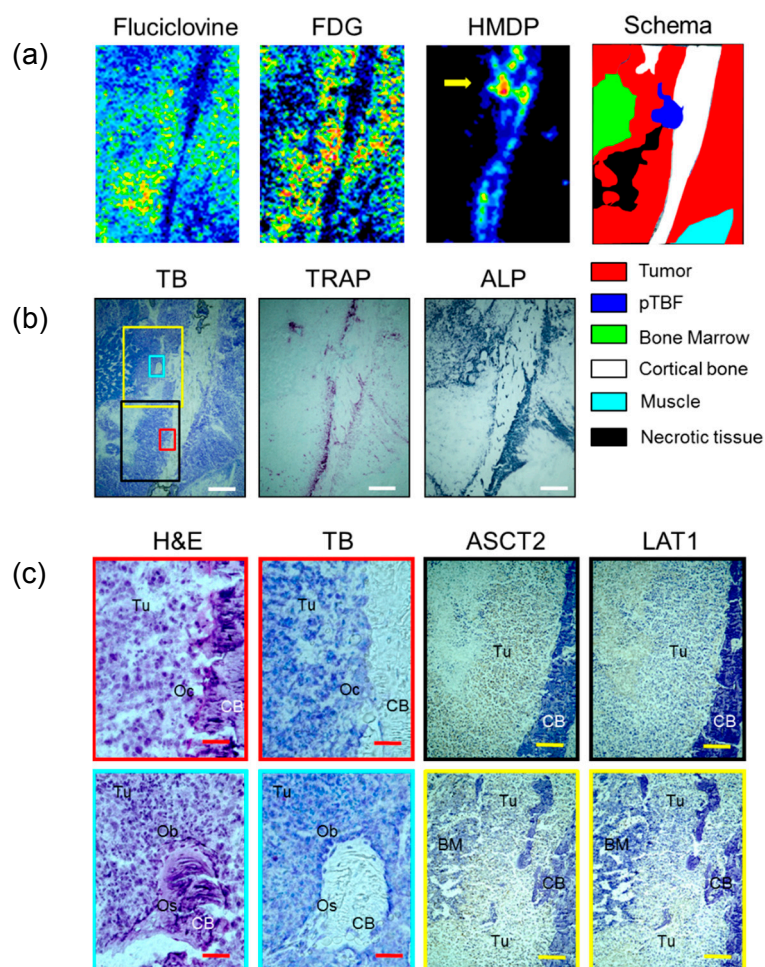 (a)
Fluciclovine FDG HMDP Schema
Tumor
pTBF
Bone Marrow
Cortical bone
Muscle
Necrotic tissue
(b)
TB TRAP ALP
(c)
H&E TB ASCT2 LAT1
Tu Tu Tu Tu
Oc Oc
CB CB CB CB
Tu Tu Tu Tu
Ob Ob BM BM
Os Os CB CB
CB CB
Tu Tu